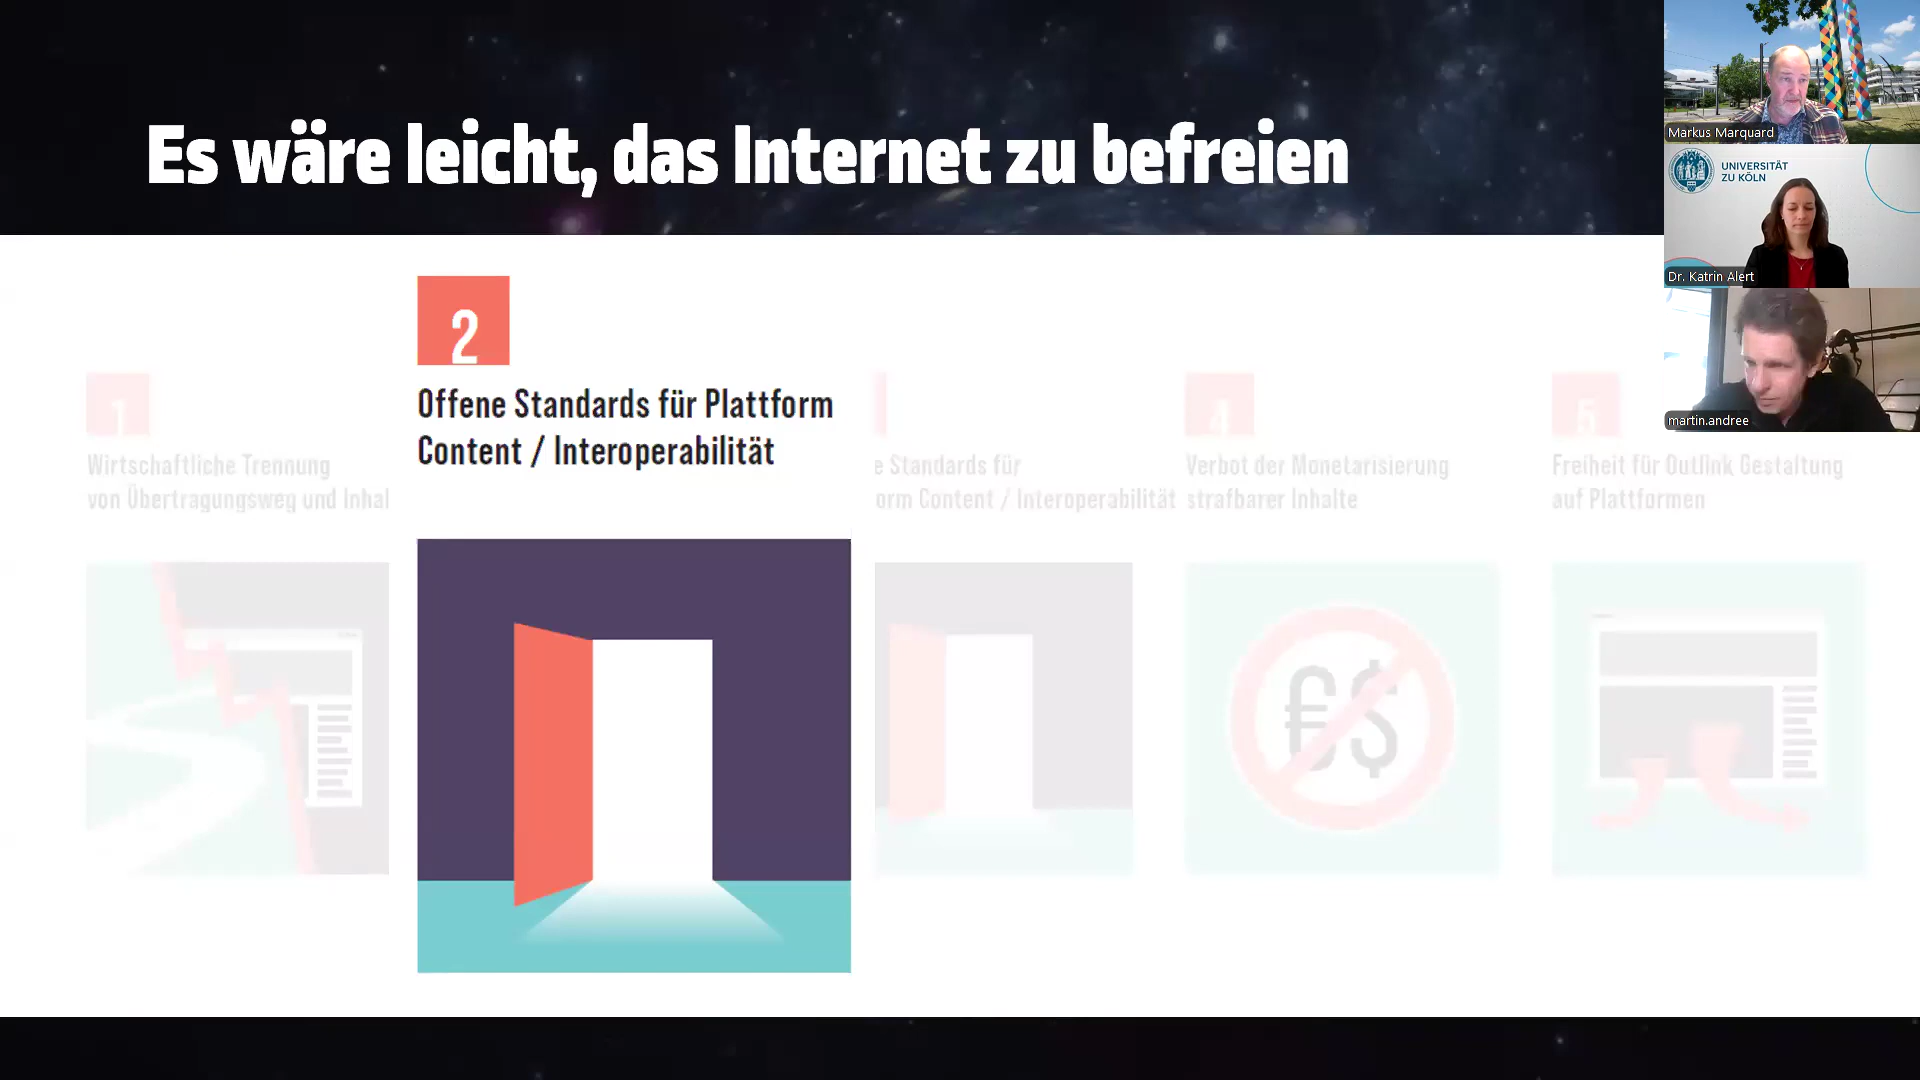 Es wäre leicht, das Internet zu befreien
1
Wirtschaftliche Trennung
von Übertragungsweg und Inhal
2
Offene Standards für Plattform
Content / Interoperabilität
e Standards für
orm Content / Interoperabilität
4
Verbot der Monetarisierung
strafbarer Inhalte
€$
5
Freiheit für Outlink Gestaltung
auf Plattformen
Markus Marquard
UNIVERSITÄT
ZU KÖLN
Dr. Katrin Alert
martin.andree